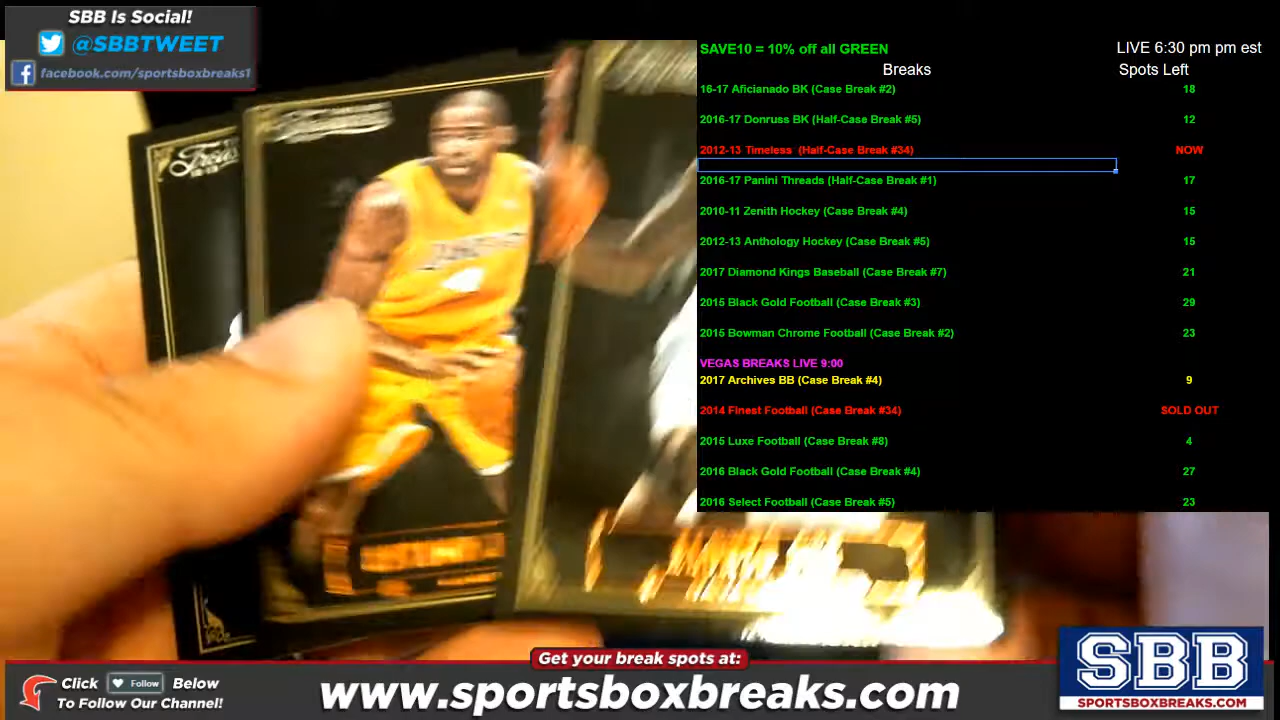 SBB Is Social!
@SBBTWEET
facebook.com/sportsboxbreaks1
SAVE10 = 10% off all GREEN
LIVE 6:30 pm pm est
Breaks Spots Left
16-17 Aficianado BK (Case Break #2) 18
2016-17 Donruss BK (Half-Case Break #5) 12
2012-13 Timeless (Half-Case Break #34) NOW
2016-17 Panini Threads (Half-Case Break #1) 17
2010-11 Zenith Hockey (Case Break #4) 15
2012-13 Anthology Hockey (Case Break #5) 15
2017 Diamond Kings Baseball (Case Break #7) 21
2015 Black Gold Football (Case Break #3) 29
2015 Bowman Chrome Football (Case Break #2) 23
VEGAS BREAKS LIVE 9:00
2017 Archives BB (Case Break #4) 9
2014 Finest Football (Case Break #34) SOLD OUT
2015 Luxe Football (Case Break #8) 4
2016 Black Gold Football (Case Break #4) 27
2016 Select Football (Case Break #5) 23
Get your break spots at:
Click Follow Below
To Follow Our Channel!
www.sportsboxbreaks.com
SBB
SPORTSBOXBREAKS.COM